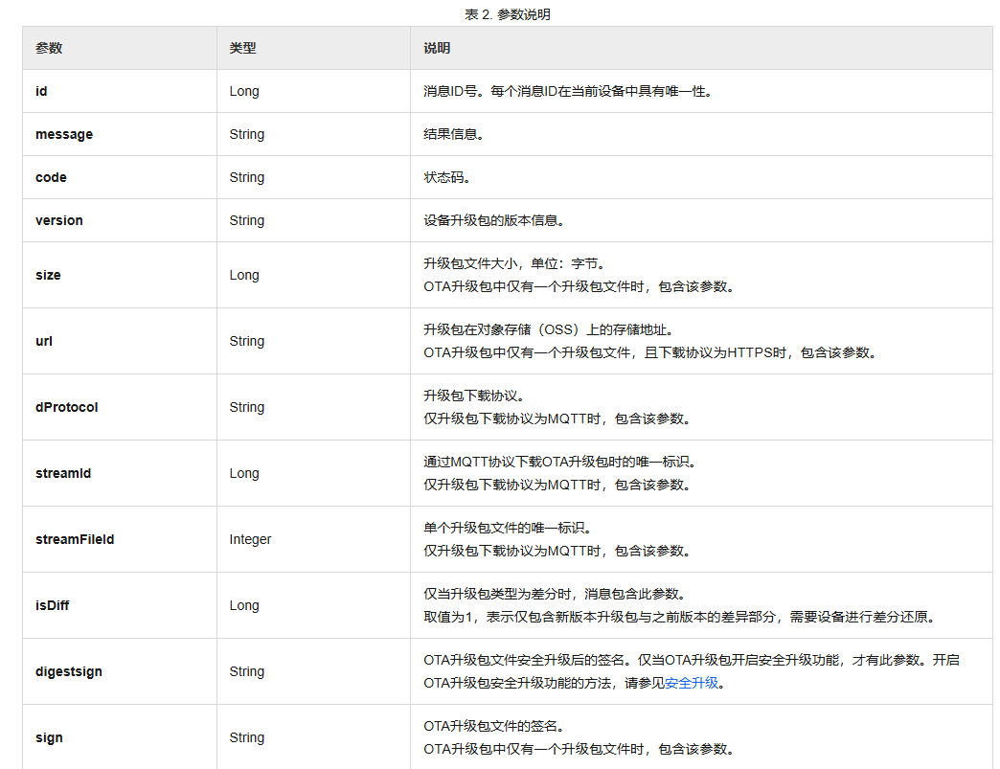 表 2. 参数说明
参数 类型 说明
id Long 消息ID号。每个消息ID在当前设备中具有唯一性。
message String 结果信息。
code String 状态码。
version String 设备升级包的版本信息。
size Long 升级包文件大小，单位：字节。
OTA升级包中仅有一个升级包文件时，包含该参数。
url String 升级包在对象存储（OSS）上的存储地址。
OTA升级包中仅有一个升级包文件，且下载协议为HTTPS时，包含该参数。
dProtocol String 升级包下载协议。
仅升级包下载协议为MQTT时，包含该参数。
streamId Long 通过MQTT协议下载OTA升级包时的唯一标识。
仅升级包下载协议为MQTT时，包含该参数。
streamFileId Integer 单个升级包文件的唯一标识。
仅升级包下载协议为MQTT时，包含该参数。
isDiff Long 仅当升级包类型为差分时，消息包含此参数。
取值为1，表示仅包含新版本升级包与之前版本的差异部分，需要设备进行差分还原。
digestsign String OTA升级包文件安全升级后的签名。仅当OTA升级包开启安全升级功能，才有此参数。开启
OTA升级包安全升级功能的方法，请参见安全升级。
sign String OTA升级包文件的签名。
OTA升级包中仅有一个升级包文件时，包含该参数。